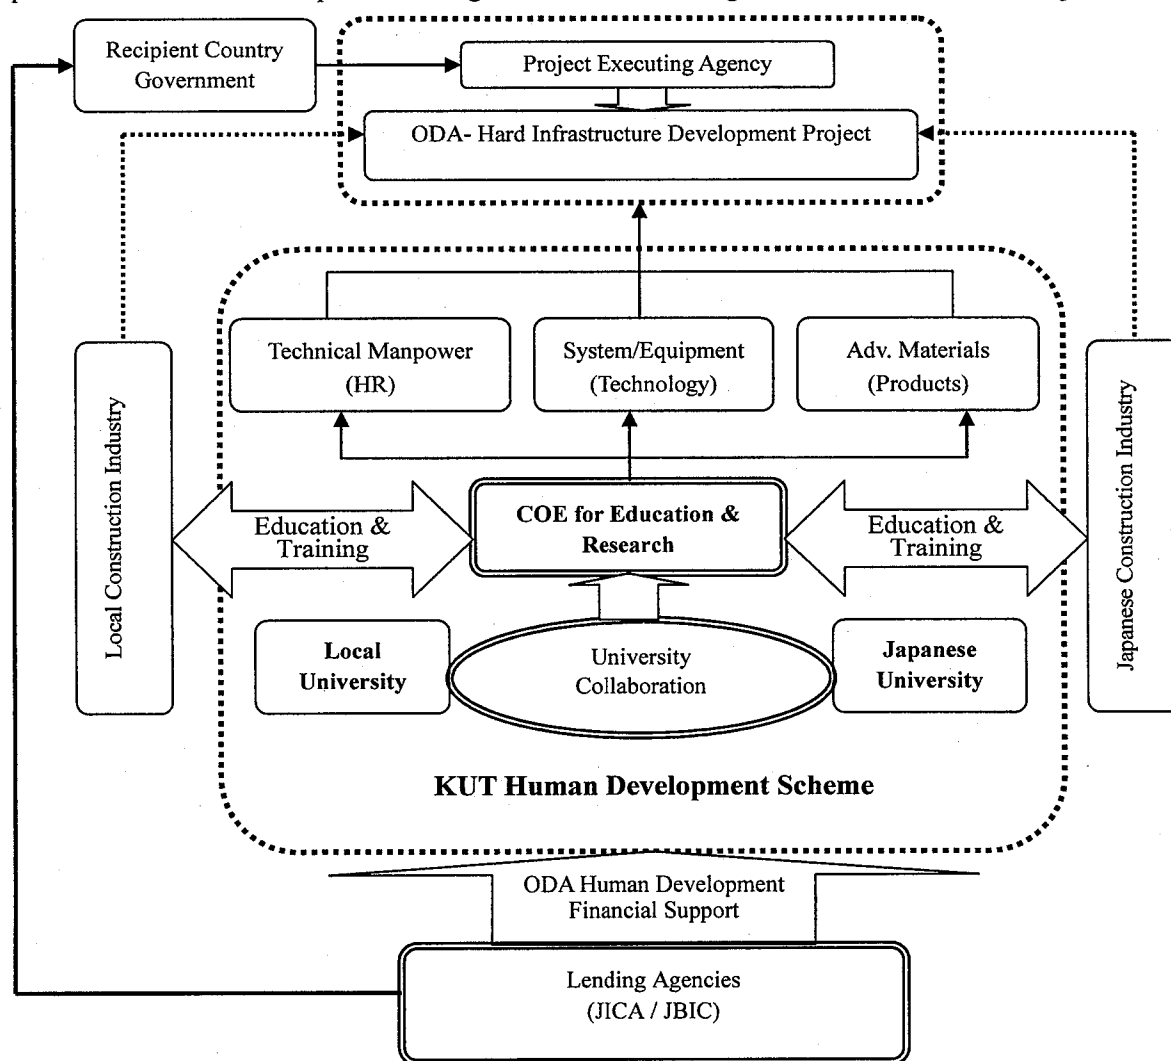 Recipient Country
Government
Project Executing Agency
ODA- Hard Infrastructure Development Project
Technical Manpower
(HR)
System/Equipment
(Technology)
Adv. Materials
(Products)
Local Construction Industry
Education &
Training
COE for Education &
Research
Education &
Training
Japanese Construction Industry
Local
University
University
Collaboration
Japanese
University
KUT Human Development Scheme
ODA Human Development
Financial Support
Lending Agencies
(JICA / JBIC)